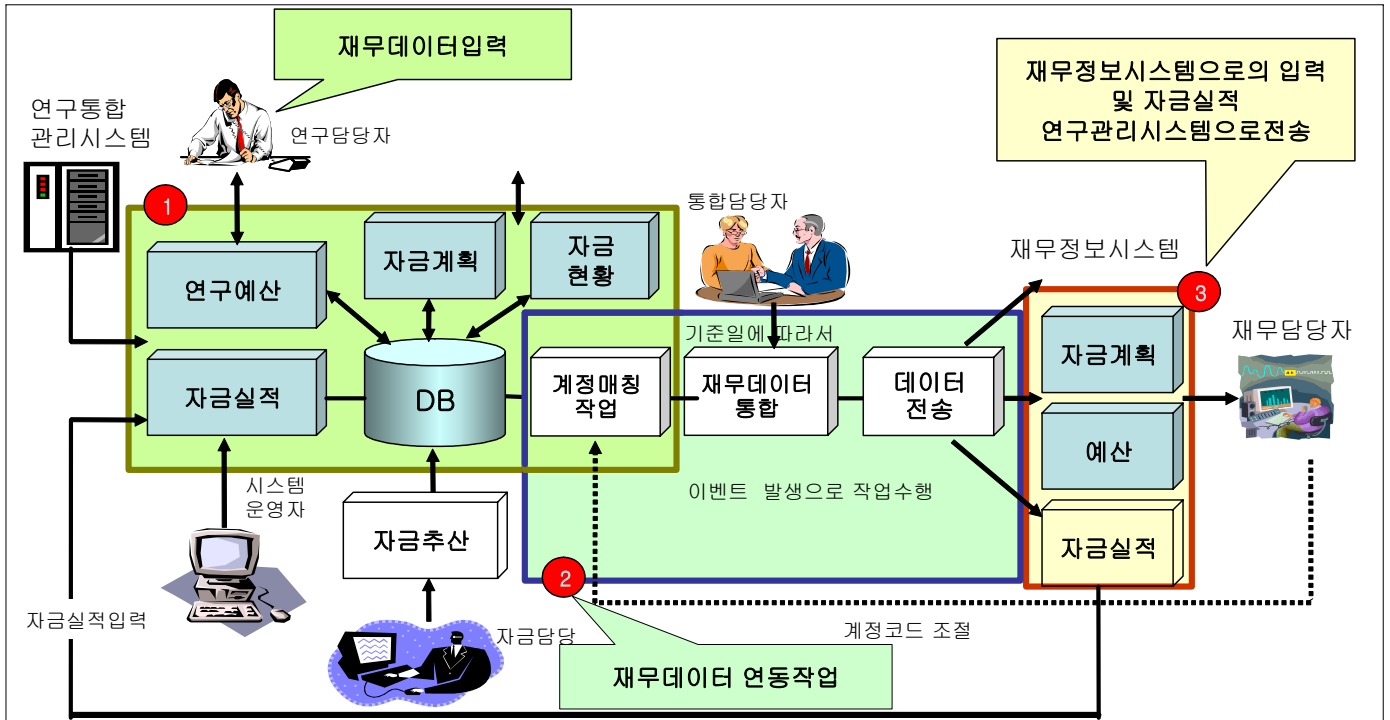 재무데이터입력
재무정보시스템으로의 입력
및 자금실적
연구관리시스템으로전송
연구통합
관리시스템
연구담당자
1
통합담당자
재무정보시스템
3
자금계획
자금
현황
연구예산
기준일에 따라서
재무담당자
자금계획
자금실적
DB
계정매칭
작업
재무데이터
통합
데이터
전송
예산
시스템
운영자
이벤트 발생으로 작업수행
자금추산
자금실적
2
자금실적입력
자금담당
계정코드 조절
재무데이터 연동작업